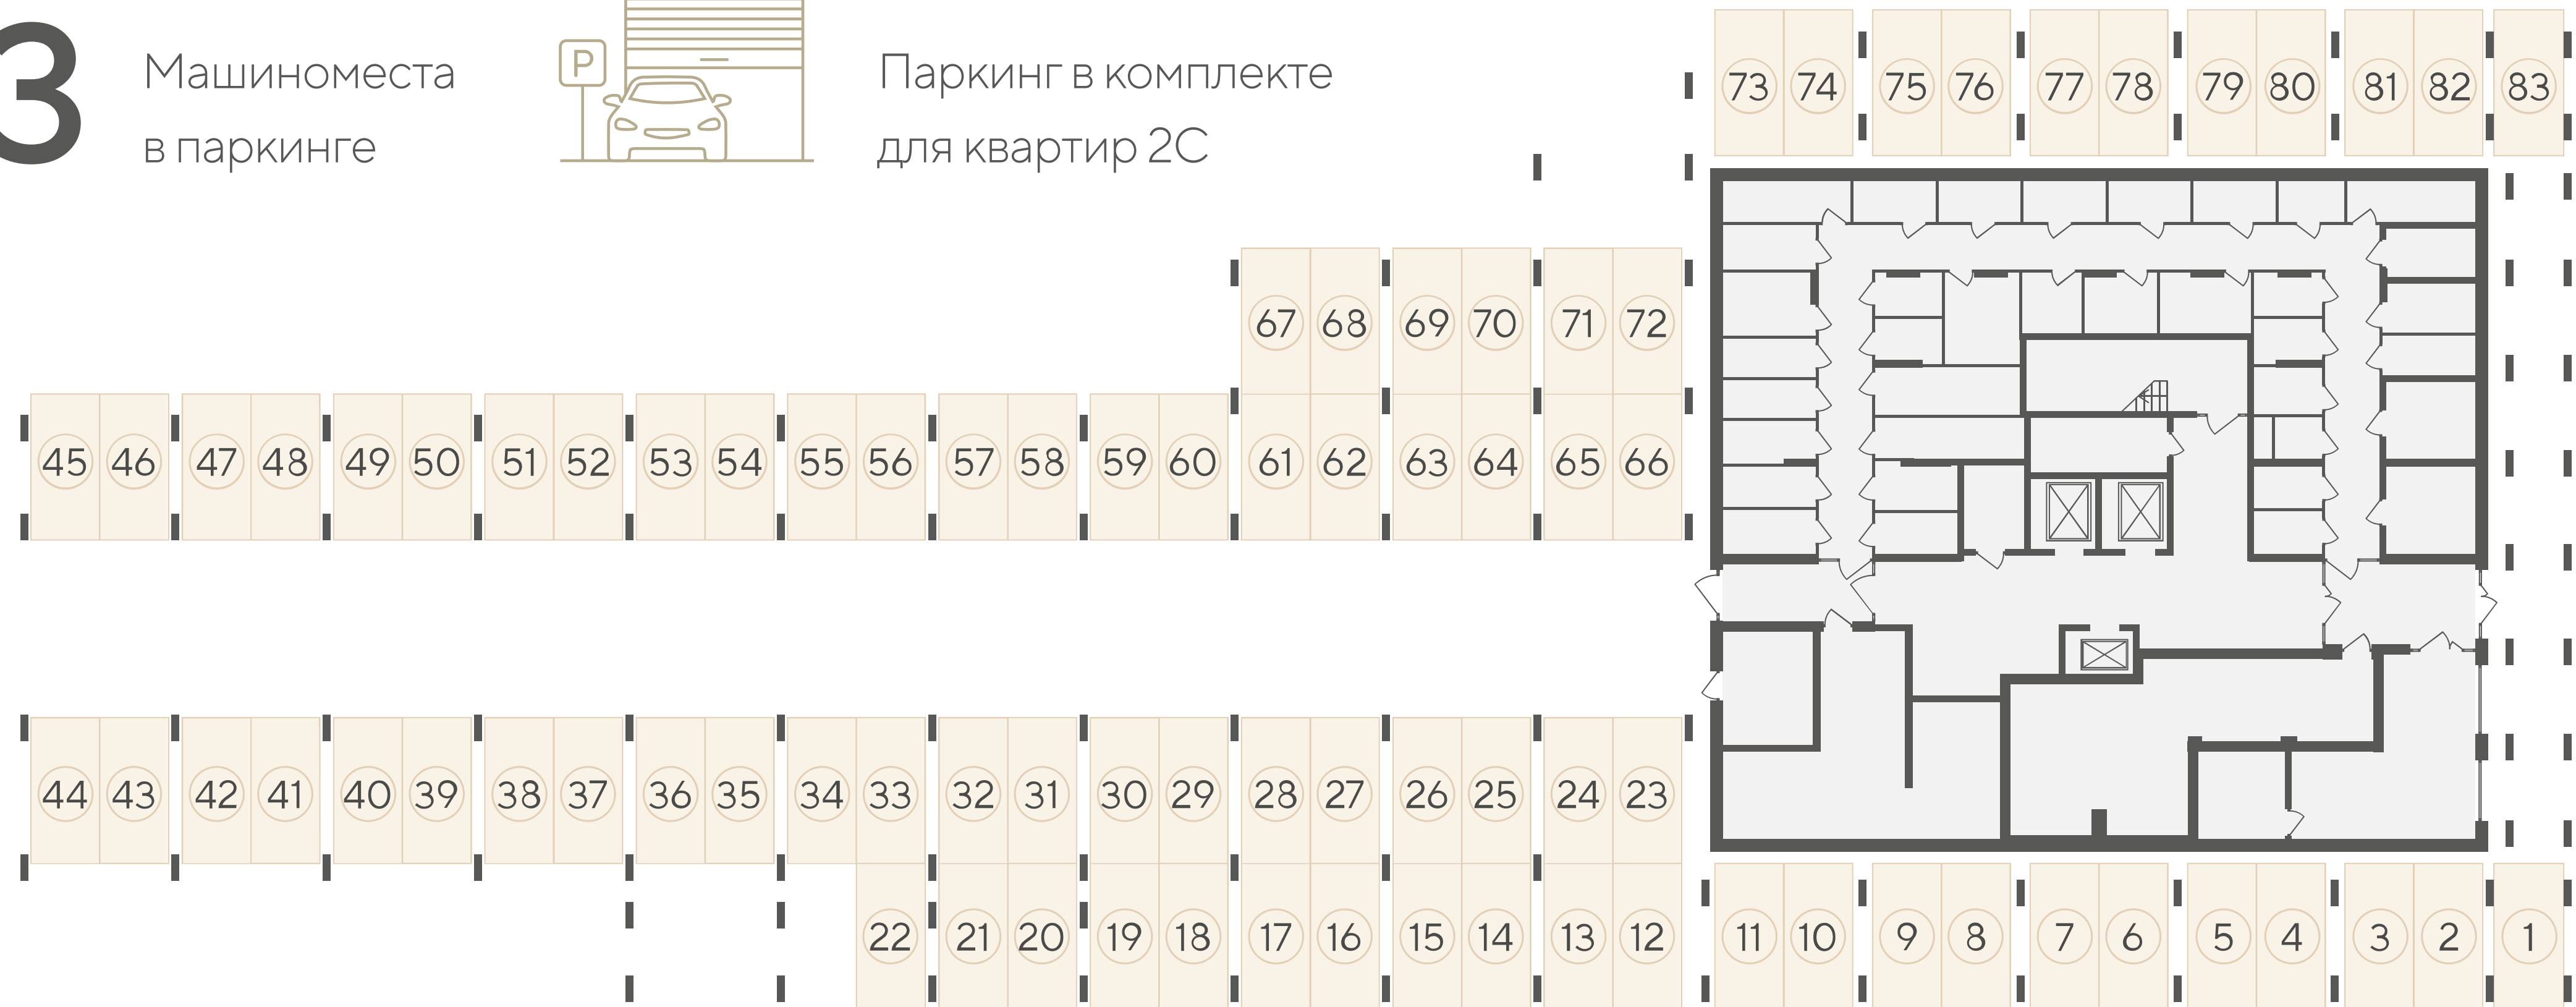 3
Машиноместа
в паркинге
P
Паркинг в комплекте
для квартир 2С
73 74 75 76 77 78 79 80 81 82 83
67 68 69 70 71 72
45 46 47 48 49 50 51 52 53 54 55 56 57 58 59 60 61 62 63 64 65 66
44 43 42 41 40 39 38 37 36 35 34 33 32 31 30 29 28 27 26 25 24 23
22 21 20 19 18 17 16 15 14 13 12 11 10 9 8 7 6 5 4 3 2 1